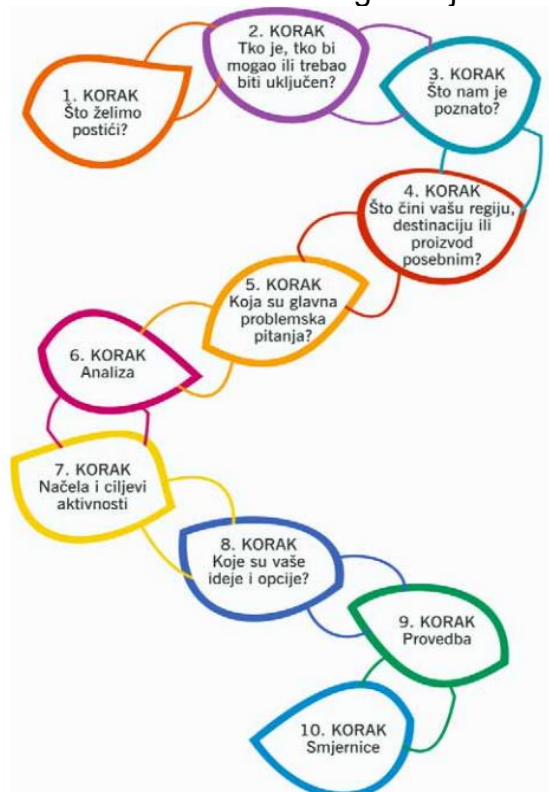 1. KORAK
Što želimo
postići?
2. KORAK
Tko je, tko bi
mogao ili trebao
biti uključen?
3. KORAK
Što nam je
poznato?
4. KORAK
Što čini vašu regiju,
destinaciju ili
proizvod
posebnim?
5. KORAK
Koja su glavna
problemska
pitanja?
6. KORAK
Analiza
7. KORAK
Načela i ciljevi
aktivnosti
8. KORAK
Koje su vaše
ideje i opcije?
9. KORAK
Provedba
10. KORAK
Smjernice